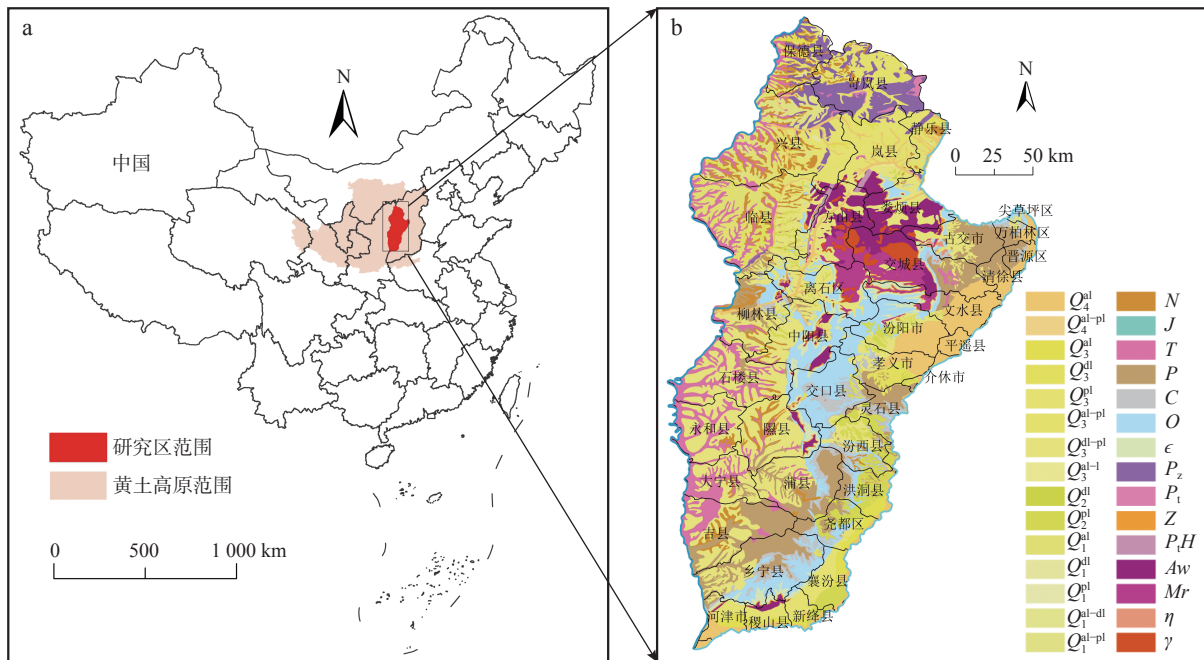 a
N
中国
研究区范围
黄土高原范围
0 500 1 000 km
b
N
0 25 50 km
保德县
岢岚县
静乐县
兴县
岚县
临县
方山县
娄烦县
尖草坪区
万柏林区
古交市
晋源区
交城县
清徐县
离石区
文水县
柳林县
中阳县
汾阳市
平遥县
孝义市
石楼县
介休市
交口县
灵石县
永和县
隰县
汾西县
大宁县
蒲县
洪洞县
吉县
尧都区
乡宁县
襄汾县
河津市
稷山县
新绛县
Q₄ᵃˡ N
Q₄ᵃˡ⁻ᵖˡ J
Q₃ᵃˡ T
Q₃ᵈˡ P
Q₃ᵖˡ C
Q₃ᵃˡ⁻ᵖˡ O
Q₃ᵈˡ⁻ᵖˡ ϵ
Q₃ᵃˡ⁻ˡ P_z
Q₂ᵈˡ P_t
Q₂ᵖˡ Z
Q₁ᵃˡ P_tH
Q₁ᵈˡ Aw
Q₁ᵖˡ Mr
Q₁ᵃˡ⁻ᵈˡ η
Q₁ᵃˡ⁻ᵖˡ γ